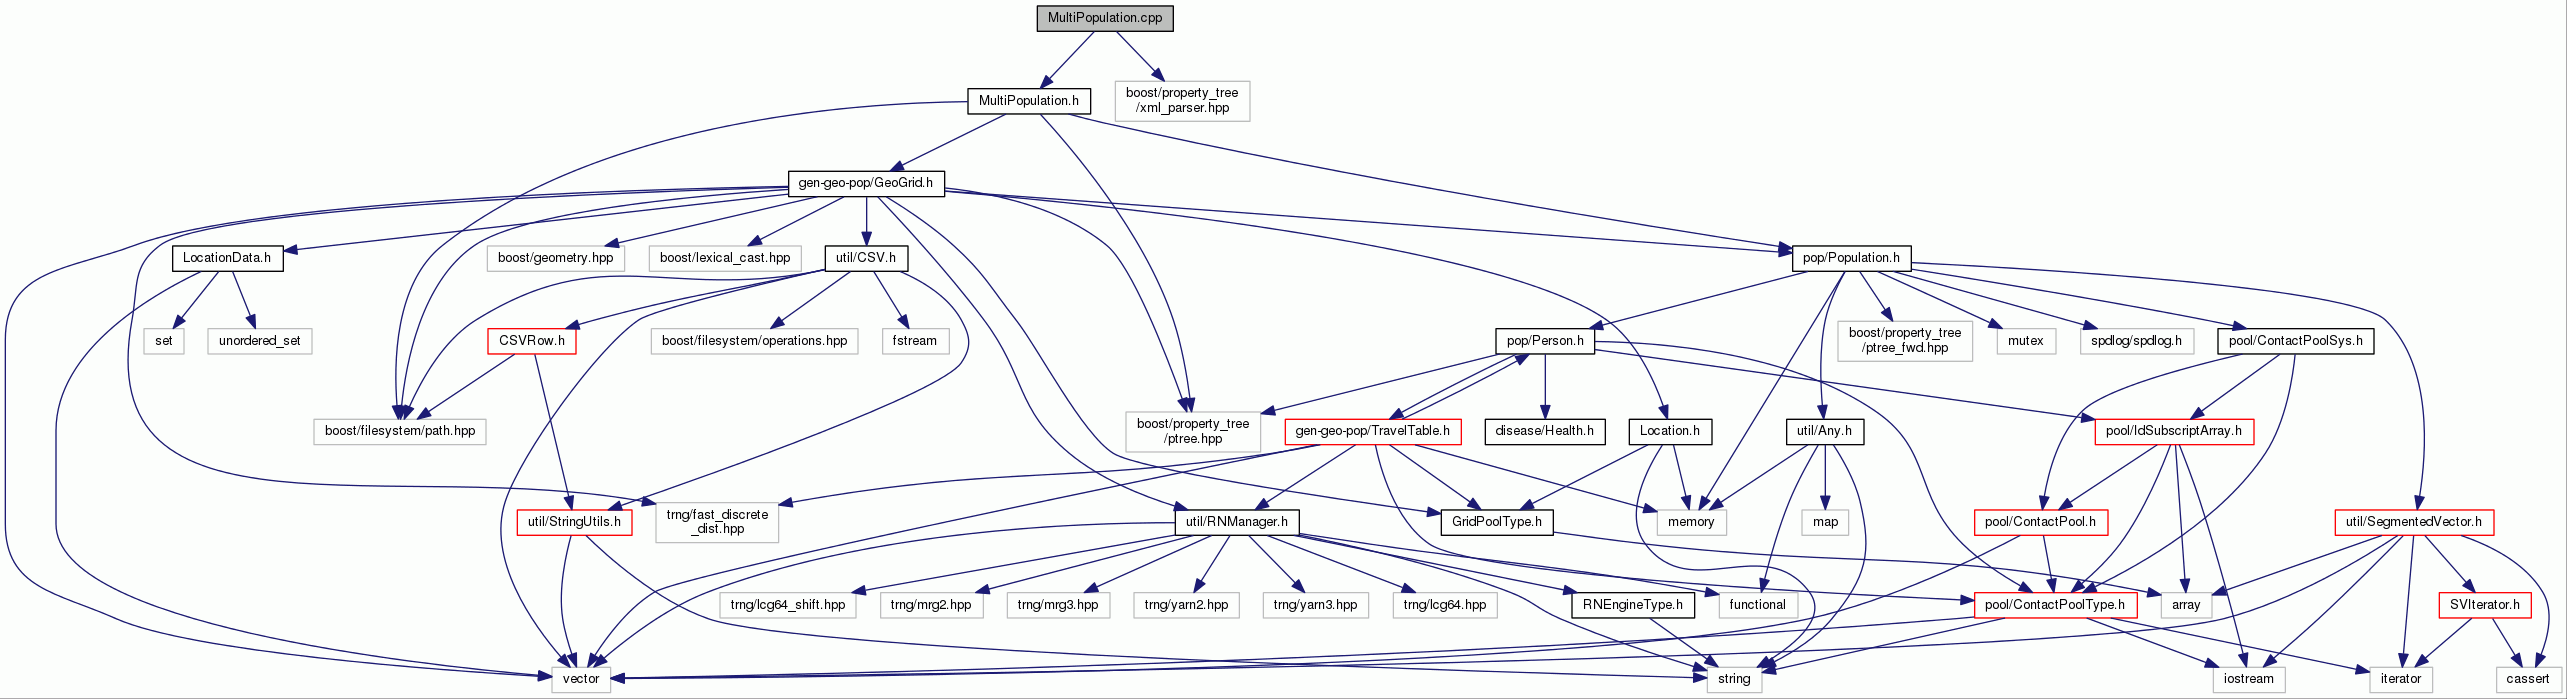 MultiPopulation.cpp
MultiPopulation.h
boost/property_tree
/xml_parser.hpp
gen-geo-pop/GeoGrid.h
LocationData.h
boost/geometry.hpp
boost/lexical_cast.hpp
util/CSV.h
pop/Population.h
set
unordered_set
CSVRow.h
boost/filesystem/operations.hpp
fstream
pop/Person.h
boost/property_tree
/ptree_fwd.hpp
mutex
spdlog/spdlog.h
pool/ContactPoolSys.h
boost/filesystem/path.hpp
boost/property_tree
/ptree.hpp
gen-geo-pop/TravelTable.h
disease/Health.h
Location.h
util/Any.h
pool/IdSubscriptArray.h
util/StringUtils.h
trng/fast_discrete
_dist.hpp
util/RNManager.h
GridPoolType.h
memory
map
pool/ContactPool.h
util/SegmentedVector.h
trng/lcg64_shift.hpp
trng/mrg2.hpp
trng/mrg3.hpp
trng/yarn2.hpp
trng/yarn3.hpp
trng/lcg64.hpp
RNEngineType.h
functional
pool/ContactPoolType.h
array
SVIterator.h
vector
string
iostream
iterator
cassert